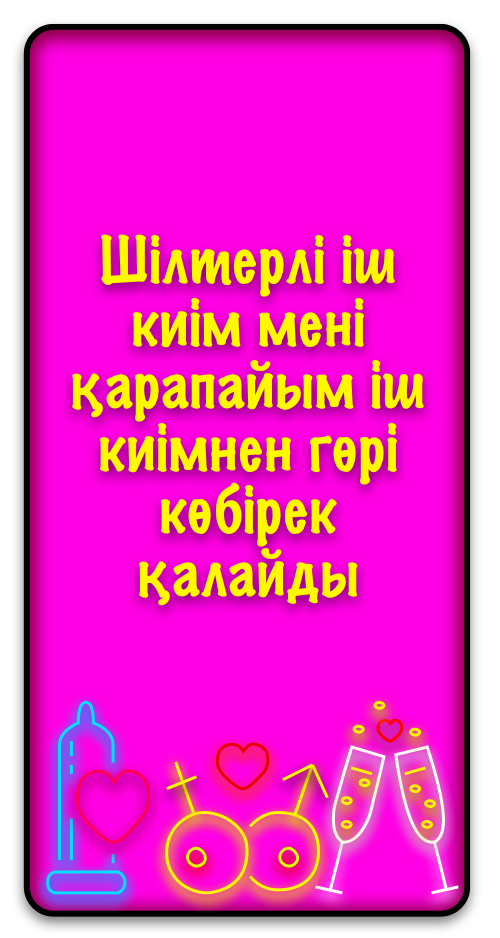 Шілтерлі іш
киім мені
қарапайым іш
киімнен гөрі
көбірек
қалайды